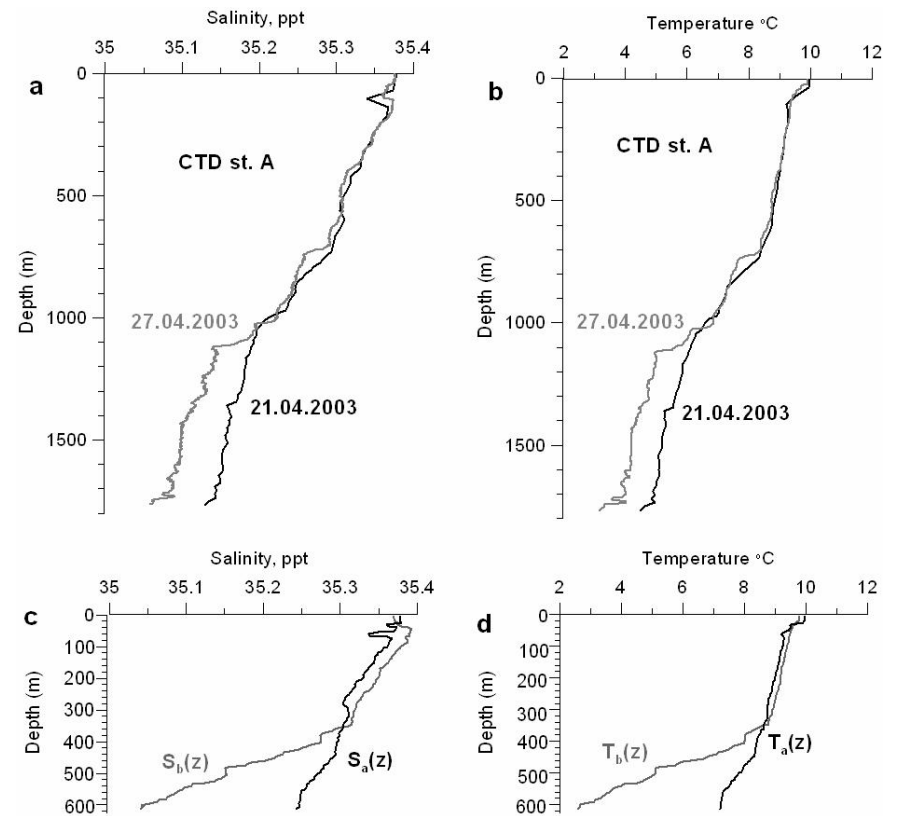 Salinity, ppt
35 35.1 35.2 35.3 35.4
0
500
1000
1500
Depth (m)
a
CTD st. A
27.04.2003
21.04.2003
Temperature °C
2 4 6 8 10 12
0
500
1000
1500
Depth (m)
b
CTD st. A
27.04.2003
21.04.2003
Salinity, ppt
35 35.1 35.2 35.3 35.4
0
100
200
300
400
500
600
Depth (m)
c
Sb(z)
Sa(z)
Temperature °C
2 4 6 8 10 12
0
100
200
300
400
500
600
Depth (m)
d
Tb(z)
Ta(z)